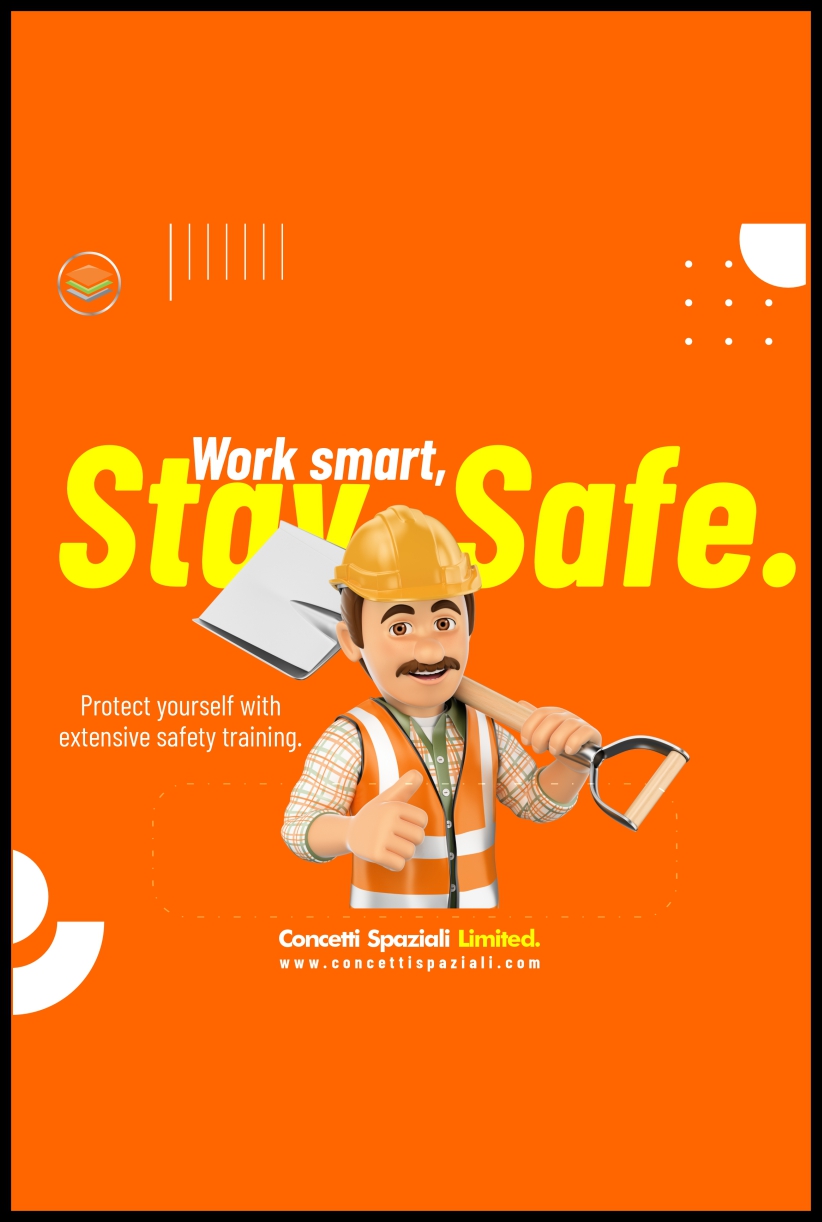 Work smart,
Stay Safe.
Protect yourself with
extensive safety training.
Concetti Spaziali Limited.
www.concettispaziali.com